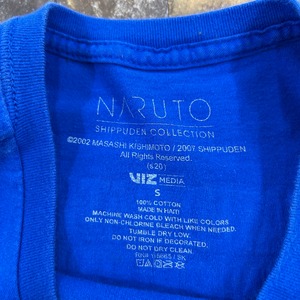 NARUTO
SHIPPUDEN COLLECTION
©2002 MASASHI KISHIMOTO / 2007 SHIPPUDEN
All Rights Reserved.
(s20)
VIZ MEDIA
S
100% COTTON
MADE IN HAITI
MACHINE WASH COLD WITH LIKE COLORS
ONLY NON-CHLORINE BLEACH WHEN NEEDED.
TUMBLE DRY LOW.
DO NOT IRON IF DECORATED.
DO NOT DRY CLEAN.